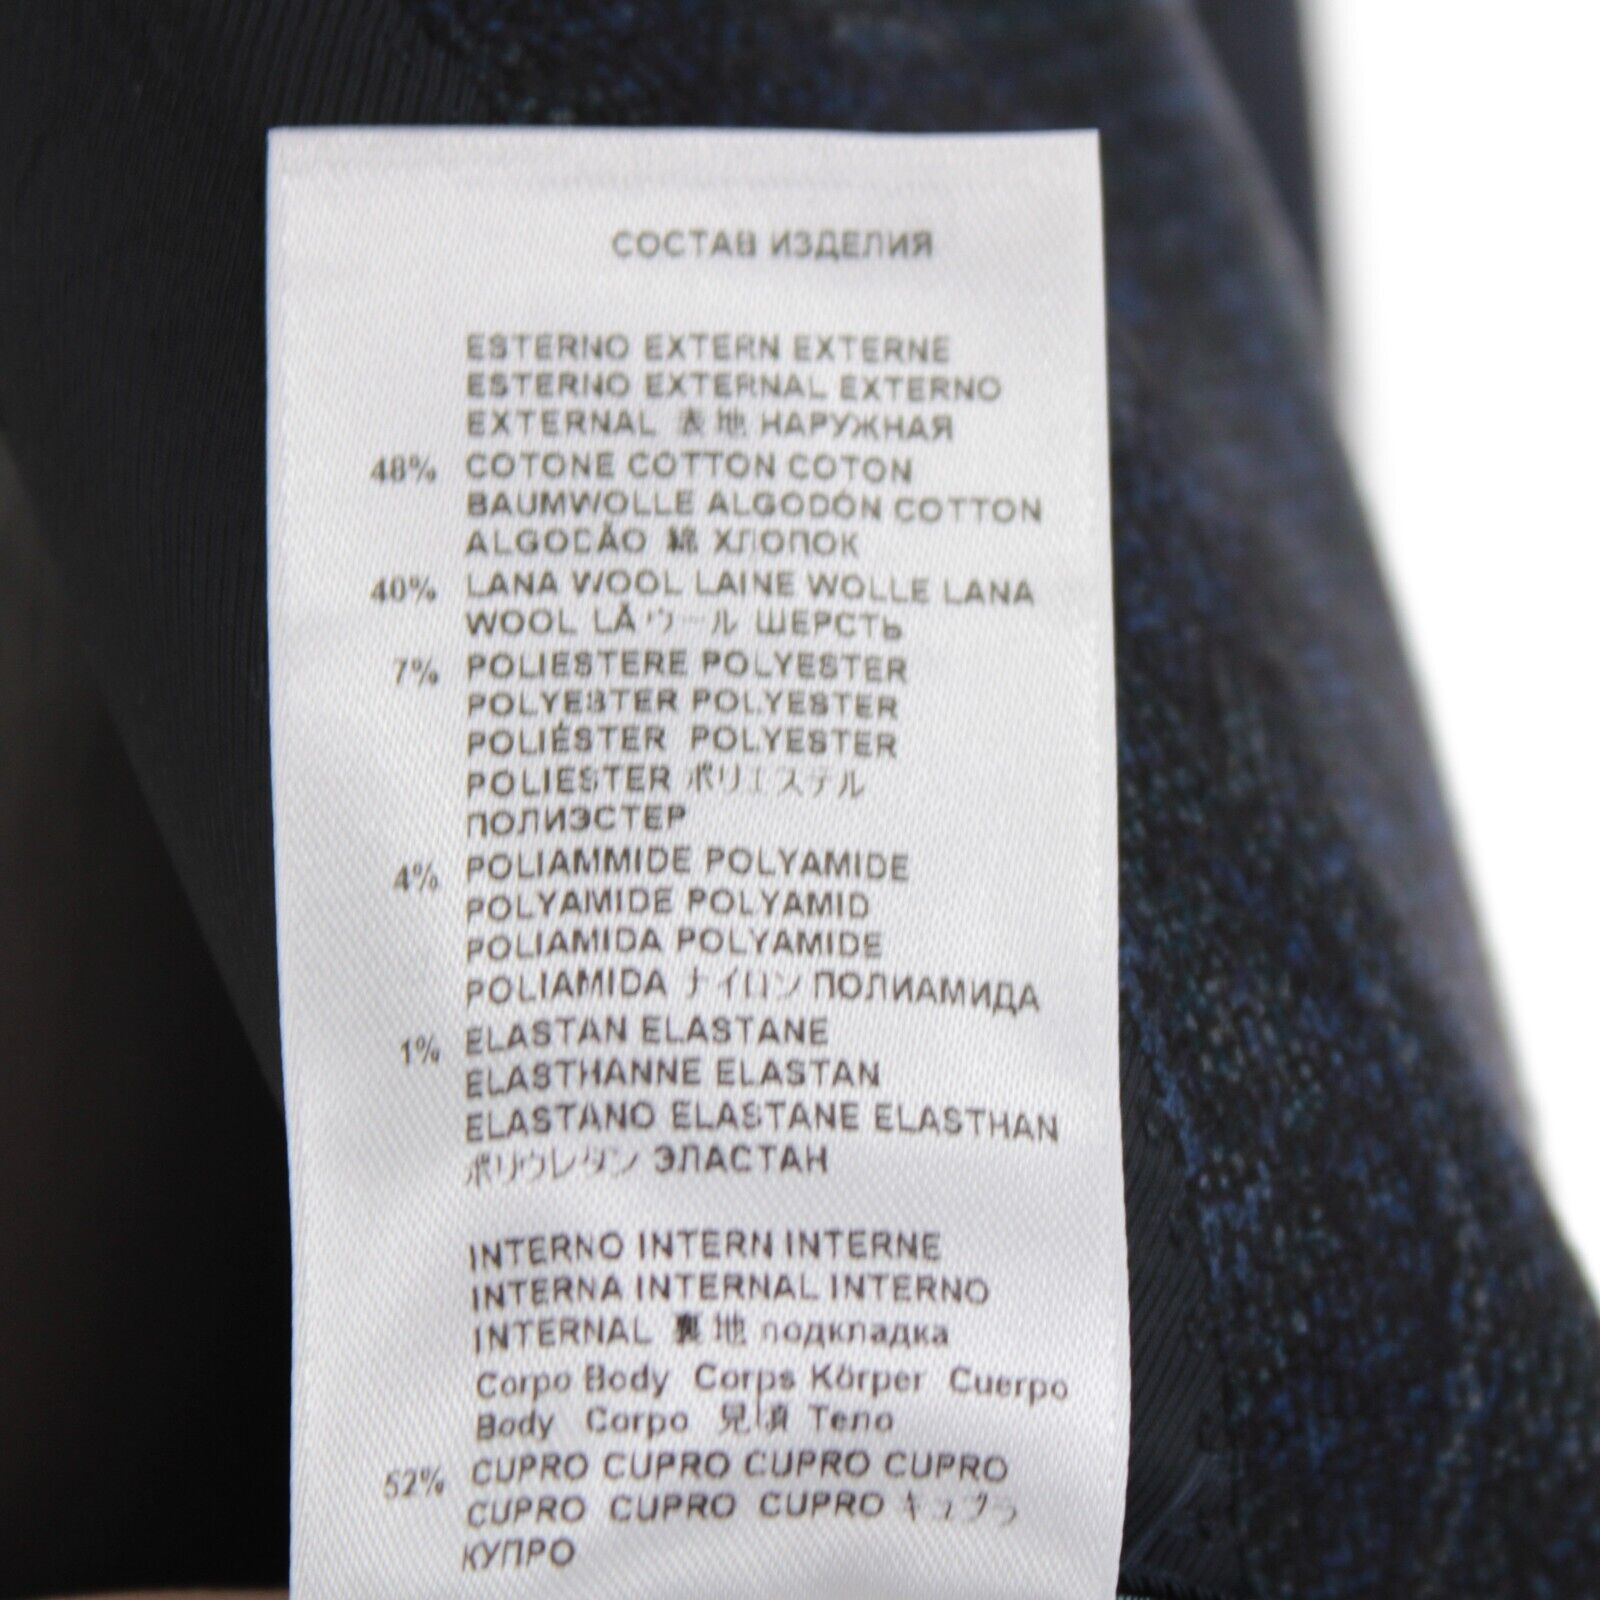 СОСТАВ ИЗДЕЛИЯ
ESTERNO EXTERN EXTERNE
ESTERNO EXTERNAL EXTERNO
EXTERNAL 表地 НАРУЖНАЯ
48% COTONE COTTON COTON
BAUMWOLLE ALGODÓN COTTON
ALGODÃO 綿 ХЛОПОК
40% LANA WOOL LAINE WOLLE LANA
WOOL LÃ ウール ШЕРСТЬ
7% POLIESTERE POLYESTER
POLYESTER POLYESTER
POLIÉSTER POLYESTER
POLIESTER ポリエステル
ПОЛИЭСТЕР
4% POLIAMMIDE POLYAMIDE
POLYAMIDE POLYAMID
POLIAMIDA POLYAMIDE
POLIAMIDA ナイロン ПОЛИАМИДА
1% ELASTAN ELASTANE
ELASTHANNE ELASTAN
ELASTANO ELASTANE ELASTHAN
ポリウレタン ЭЛАСТАН
INTERNO INTERN INTERNE
INTERNA INTERNAL INTERNO
INTERNAL 裏地 подкладка
Corpo Body Corps Körper Cuerpo
Body Corpo 見頃 Тело
52% CUPRO CUPRO CUPRO CUPRO
CUPRO CUPRO CUPRO キュプラ
КУПРО